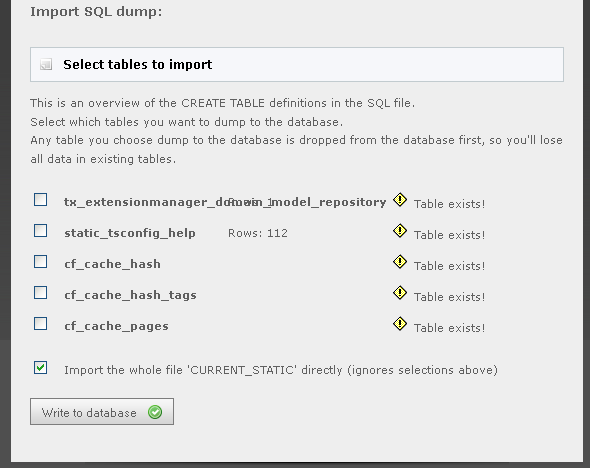 Import SQL dump:
Select tables to import
This is an overview of the CREATE TABLE definitions in the SQL file.
Select which tables you want to dump to the database.
Any table you choose dump to the database is dropped from the database first, so you'll lose
all data in existing tables.
tx_extensionmanager_domain_model_repository Rows: 1 Table exists!
static_tsconfig_help Rows: 112 Table exists!
cf_cache_hash Table exists!
cf_cache_hash_tags Table exists!
cf_cache_pages Table exists!
Import the whole file 'CURRENT_STATIC' directly (ignores selections above)
Write to database